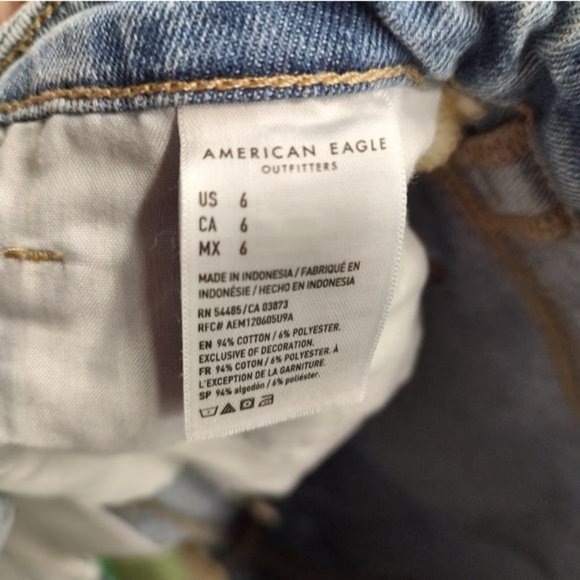 AMERICAN EAGLE
OUTFITTERS
US 6
CA 6
MX 6
MADE IN INDONESIA / FABRIQUÉ EN
INDONÉSIE / HECHO EN INDONESIA
RN 54485/CA 03873
RFC# AEM120605U9A
EN 94% COTTON / 6% POLYESTER.
EXCLUSIVE OF DECORATION.
FR 94% COTON / 6% POLYESTER. À
L'EXCEPTION DE LA GARNITURE.
SP 94% algodón / 6% poliéster.